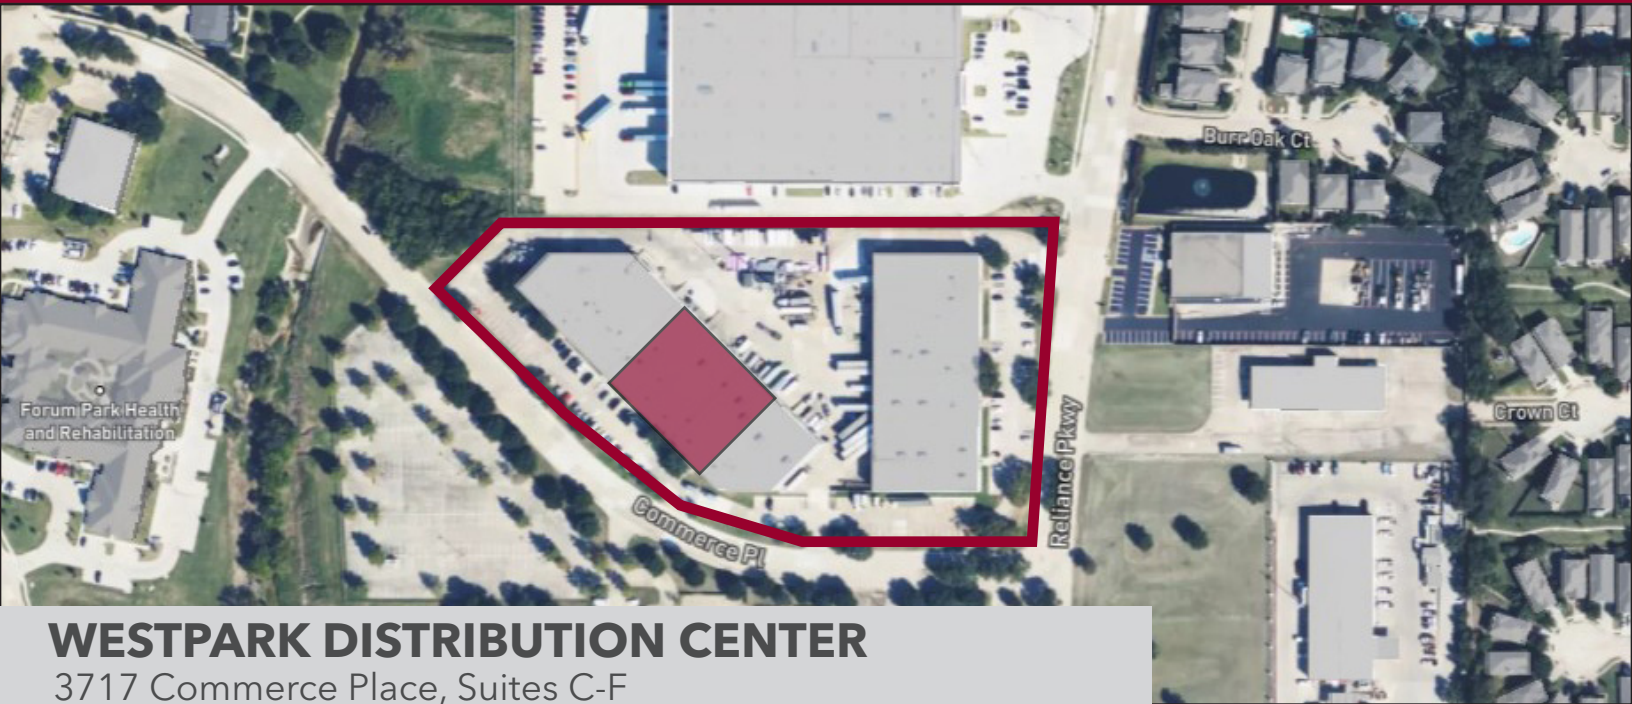 Burr Oak Ct
Forum Park Health
and Rehabilitation
Crown Ct
Reliance Pkwy
Commerce Pl
WESTPARK DISTRIBUTION CENTER
3717 Commerce Place, Suites C-F